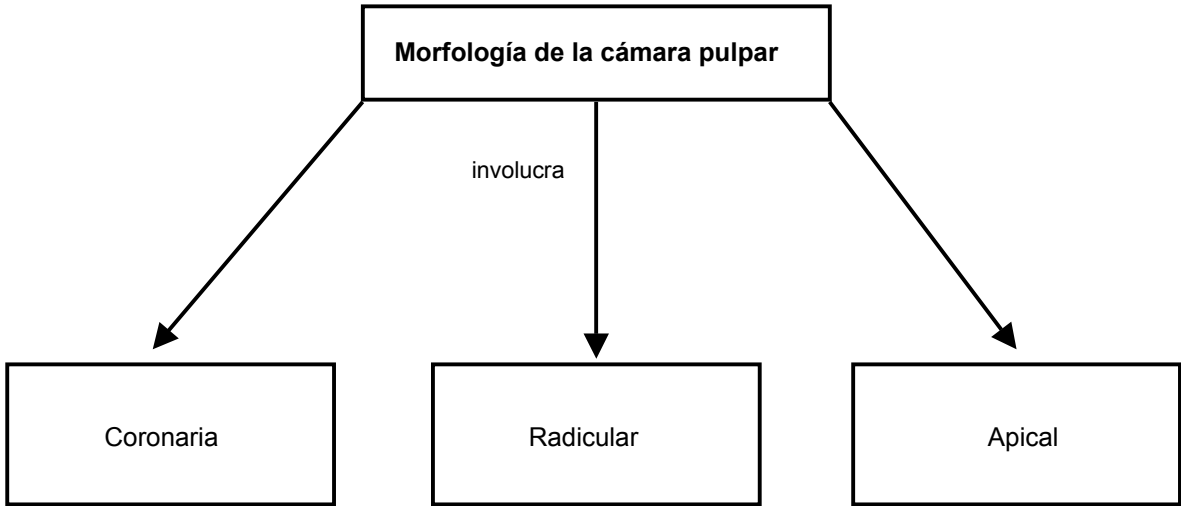 Morfología de la cámara pulpar
involucra
Coronaria
Radicular
Apical